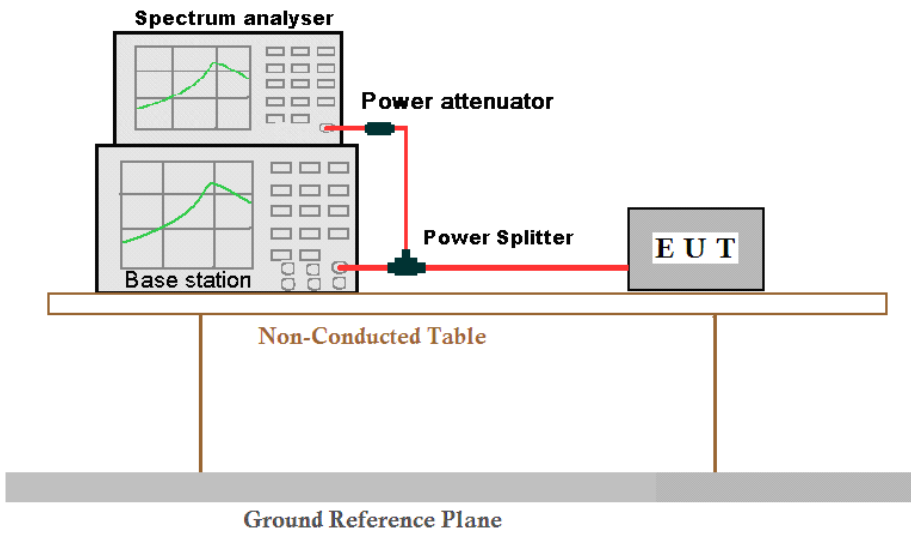 Spectrum analyser
Power attenuator
Power Splitter
E U T
Base station
Non-Conducted Table
Ground Reference Plane